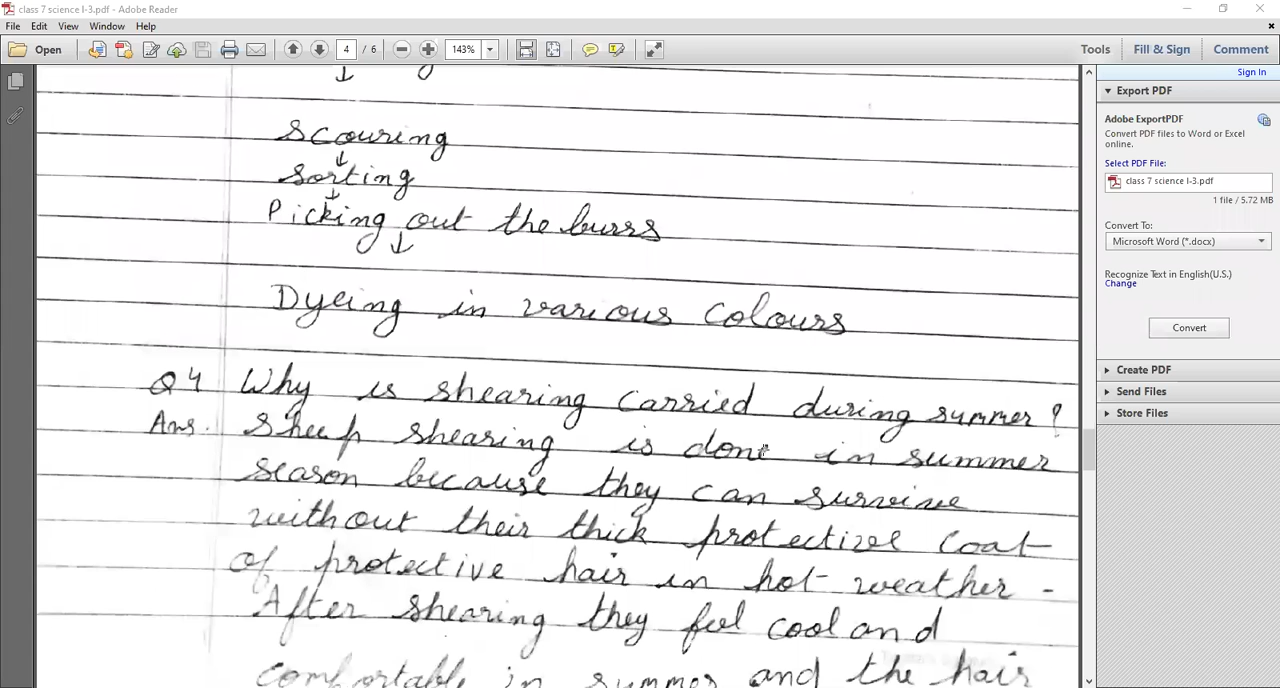 class 7 science I-3.pdf - Adobe Reader
File Edit View Window Help
Open 4 / 6 143% Tools Fill & Sign Comment
Sign In
Export PDF
Adobe ExportPDF
Convert PDF files to Word or Excel
online.
Select PDF File:
class 7 science I-3.pdf
1 file / 5.72 MB
Convert To:
Microsoft Word (*.docx)
Recognize Text in English(U.S.)
Change
Convert
Create PDF
Send Files
Store Files
↓
Scouring
↓
Sorting
↓
Picking out the burrs
↓
Dyeing in various colours
Q4 Why is shearing carried during summer?
Ans. Sheep shearing is done in summer
season because they can survive
without their thick protective coat
of protective hair in hot weather.
After shearing they feel cool and
comfortable in summer and the hair